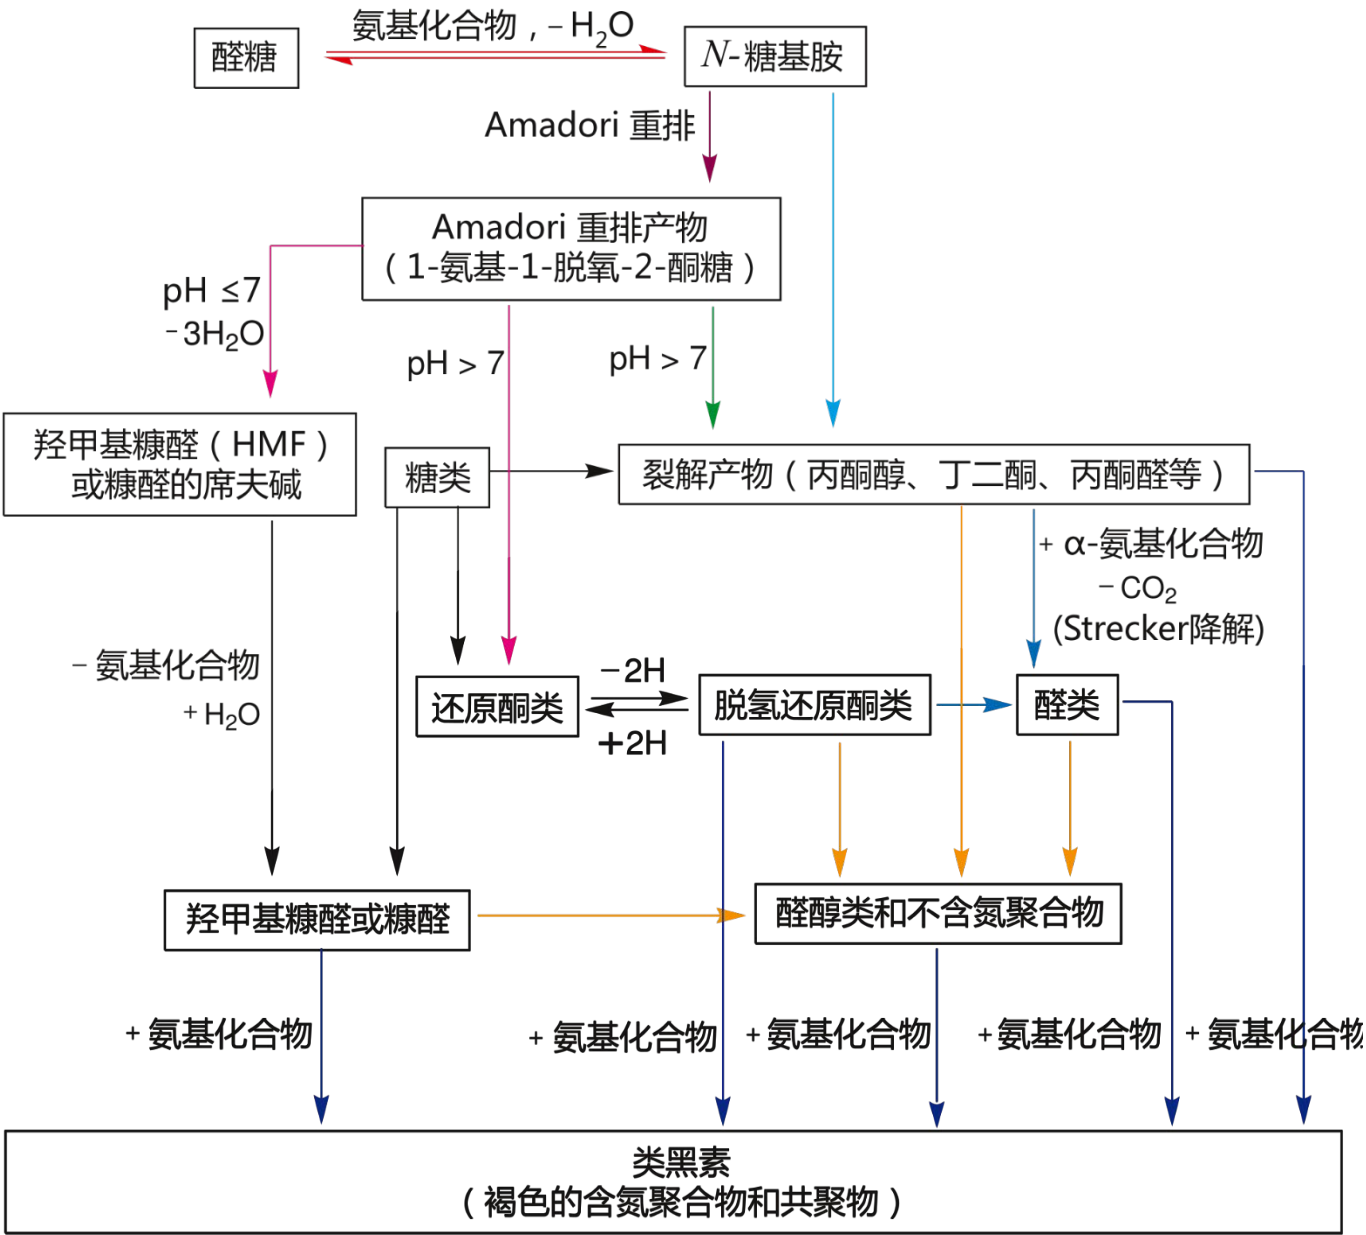 氨基化合物，－H₂O
醛糖
N-糖基胺
Amadori 重排
Amadori 重排产物
（1-氨基-1-脱氧-2-酮糖）
pH ≤7
－3H₂O
pH > 7
pH > 7
羟甲基糠醛（HMF）
或糠醛的席夫碱
糖类
裂解产物（丙酮醇、丁二酮、丙酮醛等）
+ α-氨基化合物
－CO₂
(Strecker降解)
－氨基化合物
+ H₂O
还原酮类
－2H
+2H
脱氢还原酮类
醛类
羟甲基糠醛或糠醛
醛醇类和不含氮聚合物
+ 氨基化合物
+ 氨基化合物
+ 氨基化合物
+ 氨基化合物
+ 氨基化合物
类黑素
（褐色的含氮聚合物和共聚物）